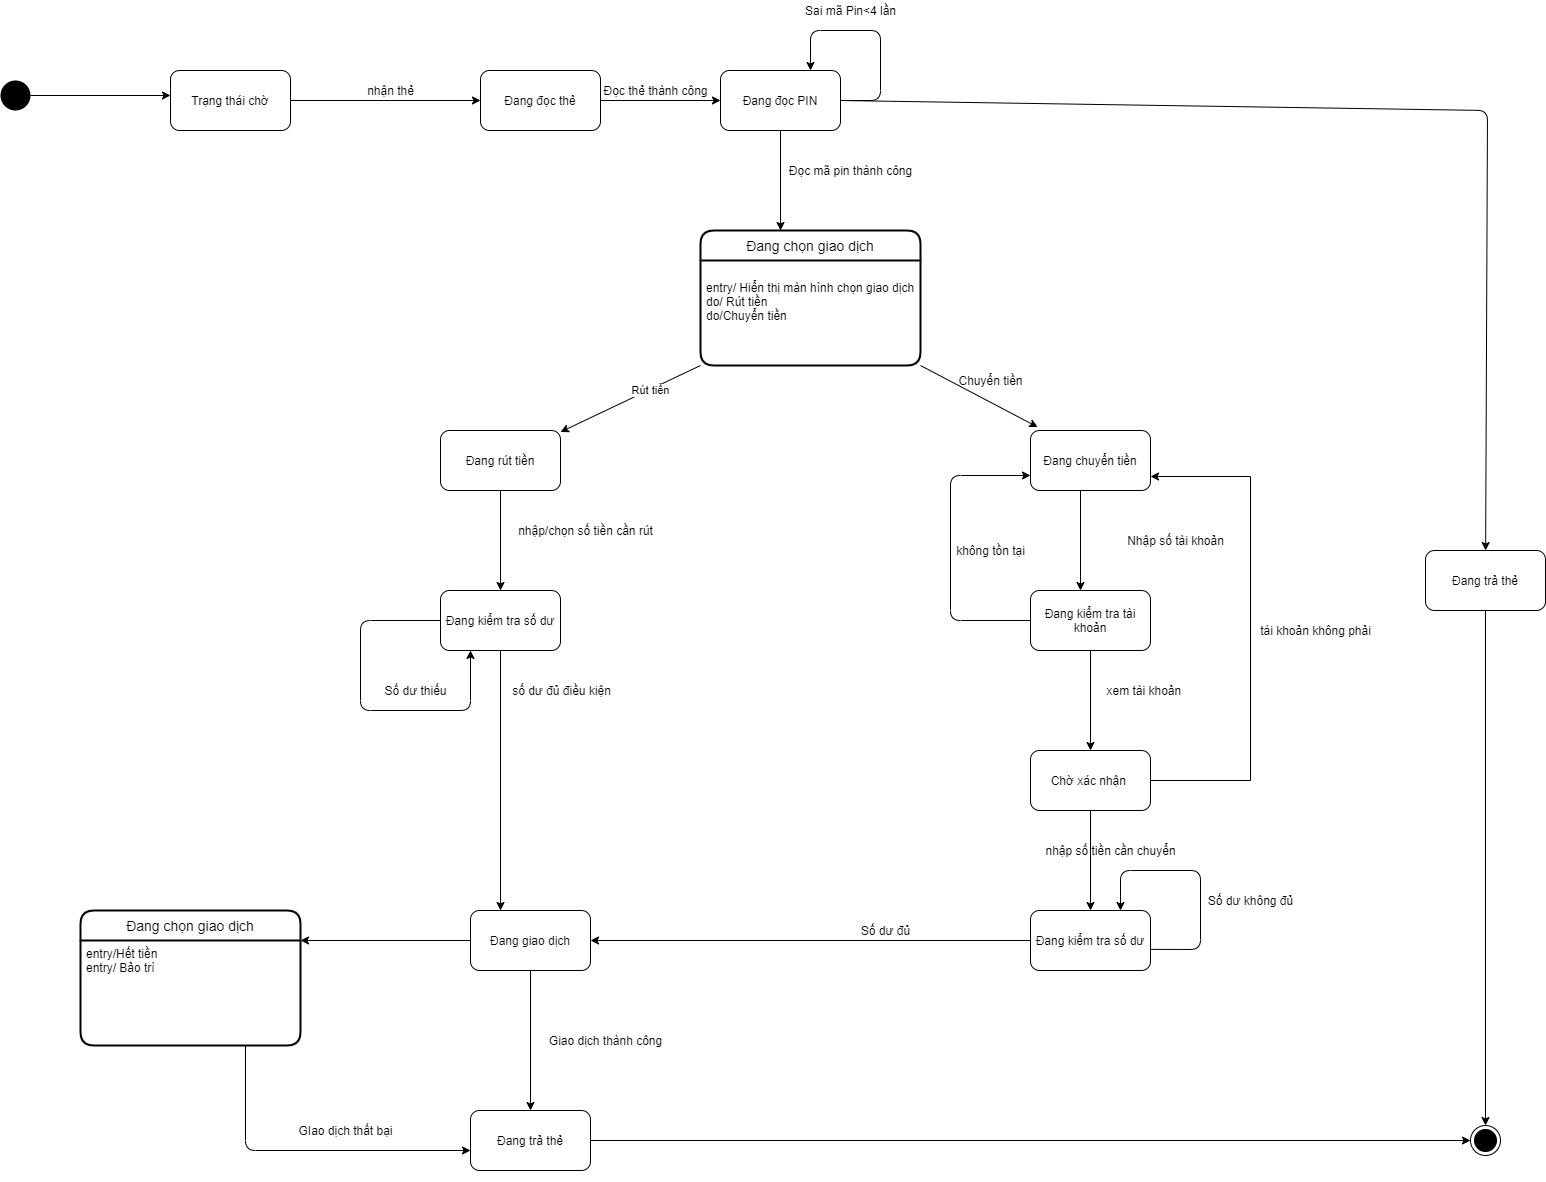 Sai mã Pin<4 lần
Trạng thái chờ
nhận thẻ
Đang đọc thẻ
Đọc thẻ thành công
Đang đọc PIN
Đọc mã pin thành công
Đang chọn giao dịch
entry/ Hiển thị màn hình chọn giao dịch
do/ Rút tiền
do/Chuyển tiền
Rút tiền
Chuyển tiền
Đang rút tiền
Đang chuyển tiền
nhập/chọn số tiền cần rút
Nhập số tài khoản
không tồn tại
Đang trả thẻ
Đang kiểm tra số dư
Đang kiểm tra tài
khoản
tài khoản không phải
Số dư thiếu
số dư đủ điều kiện
xem tài khoản
Chờ xác nhận
nhập số tiền cần chuyển
Số dư không đủ
Đang chọn giao dịch
entry/Hết tiền
entry/ Bảo trì
Đang giao dịch
Số dư đủ
Đang kiểm tra số dư
Giao dịch thành công
GIao dịch thất bại
Đang trả thẻ